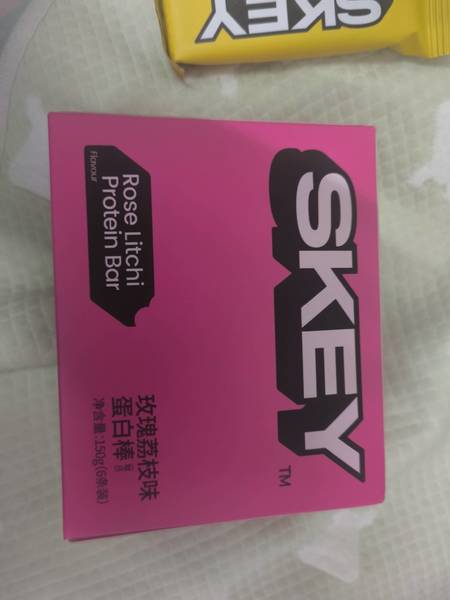 SKEY
SKEY
TM
Rose Litchi
Protein Bar
Flavour
玫瑰荔枝味
蛋白棒
净含量:150g(6条装)